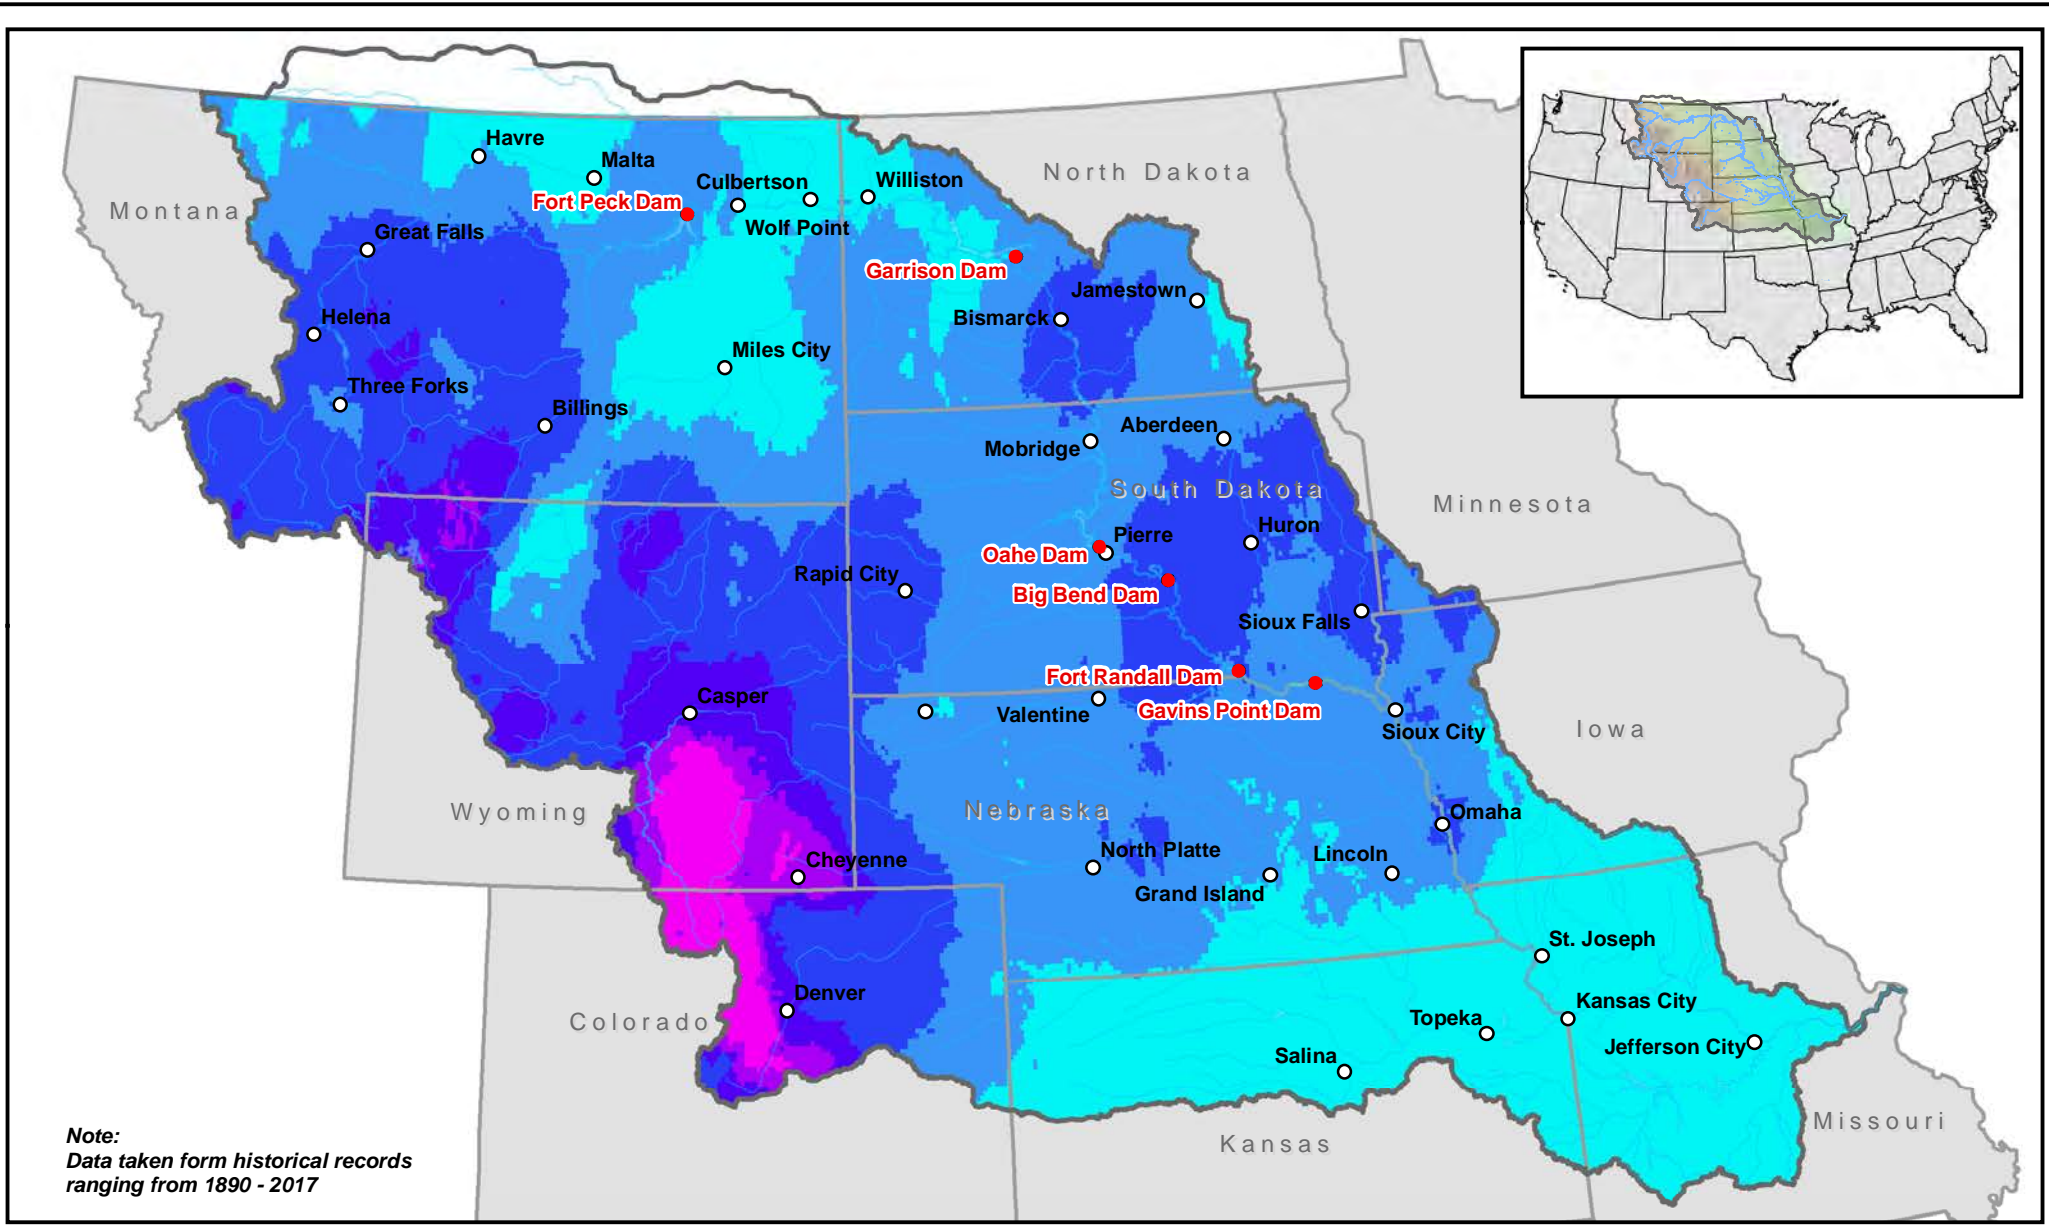 Havre
Malta
North Dakota
Culbertson
Williston
Fort Peck Dam
Montana
Great Falls
Wolf Point
Garrison Dam
Jamestown
Helena
Bismarck
Miles City
Three Forks
Billings
Aberdeen
Mobridge
South Dakota
Minnesota
Huron
Pierre
Oahe Dam
Rapid City
Big Bend Dam
Sioux Falls
Fort Randall Dam
Casper
Valentine
Gavins Point Dam
Sioux City
Iowa
Wyoming
Nebraska
Omaha
North Platte
Lincoln
Cheyenne
Grand Island
St. Joseph
Denver
Kansas City
Colorado
Topeka
Jefferson City
Salina
Missouri
Kansas
Note:
Data taken form historical records
ranging from 1890 - 2017